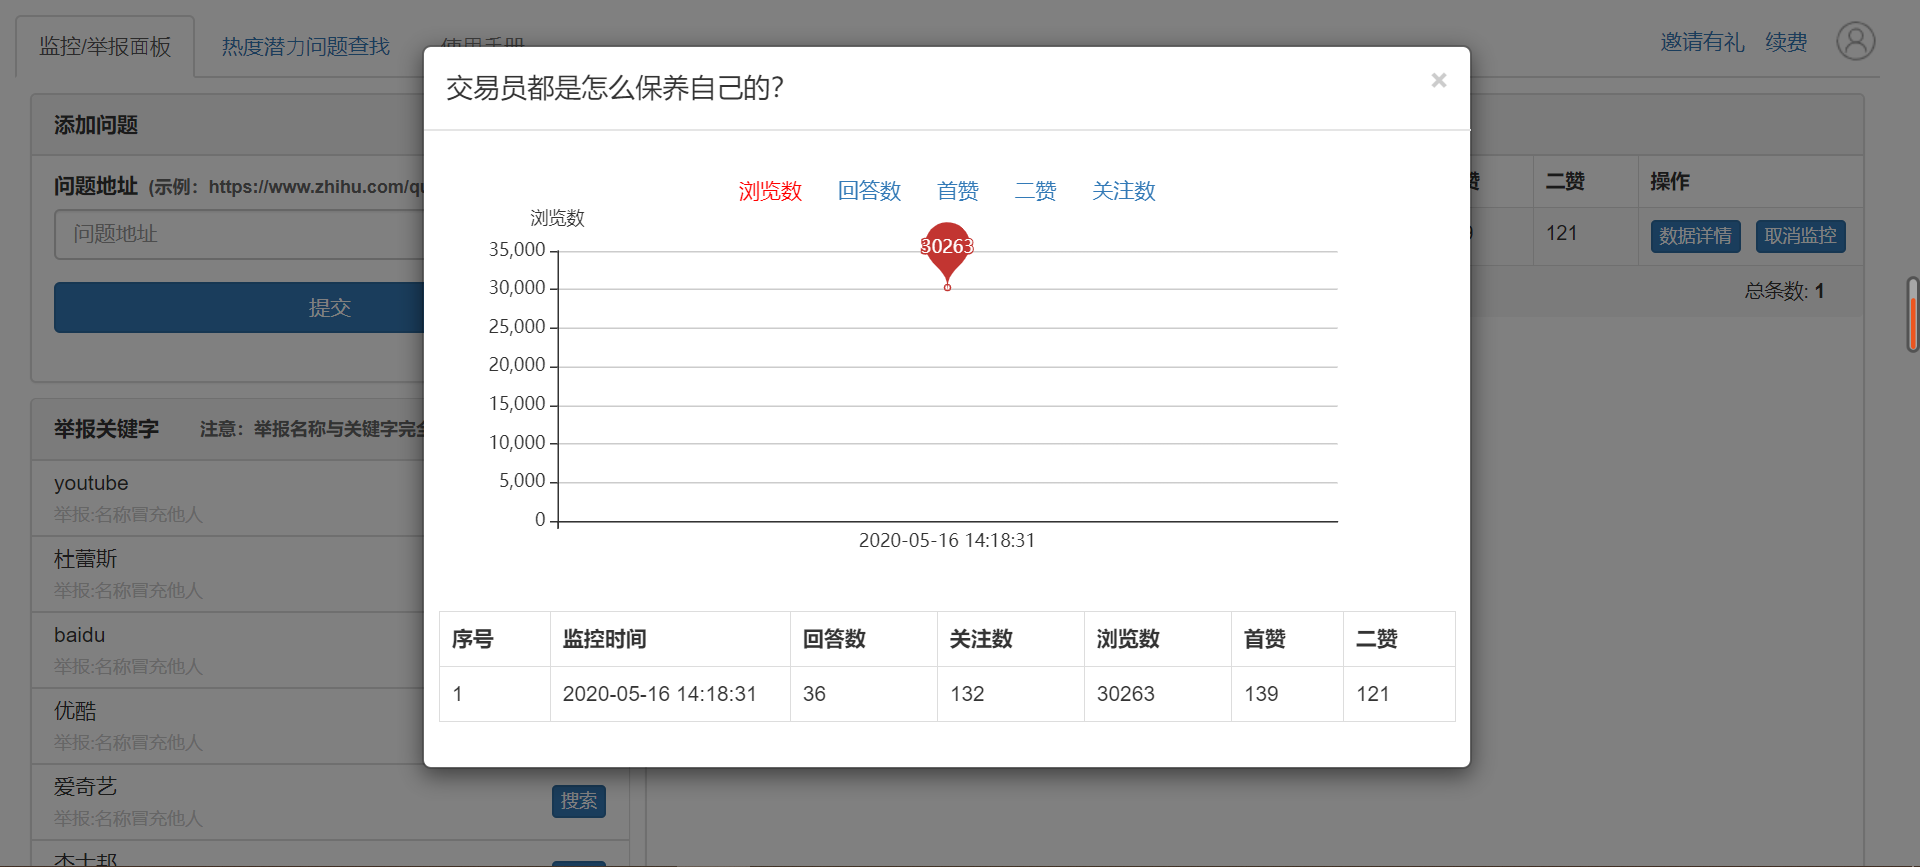 监控/举报面板
热度潜力问题查找
使用手册
邀请有礼
续费
添加问题
问题地址 (示例：https://www.zhihu.com/qu
问题地址
提交
举报关键字 注意：举报名称与关键字完全
youtube
举报:名称冒充他人
杜蕾斯
举报:名称冒充他人
baidu
举报:名称冒充他人
优酷
举报:名称冒充他人
爱奇艺
举报:名称冒充他人
搜索
杰士邦
交易员都是怎么保养自己的?
×
浏览数 回答数 首赞 二赞 关注数
浏览数
35,000
30,000
25,000
20,000
15,000
10,000
5,000
0
30263
2020-05-16 14:18:31
序号 监控时间 回答数 关注数 浏览数 首赞 二赞
1 2020-05-16 14:18:31 36 132 30263 139 121
赞 二赞 操作
9 121 数据详情 取消监控
总条数: 1